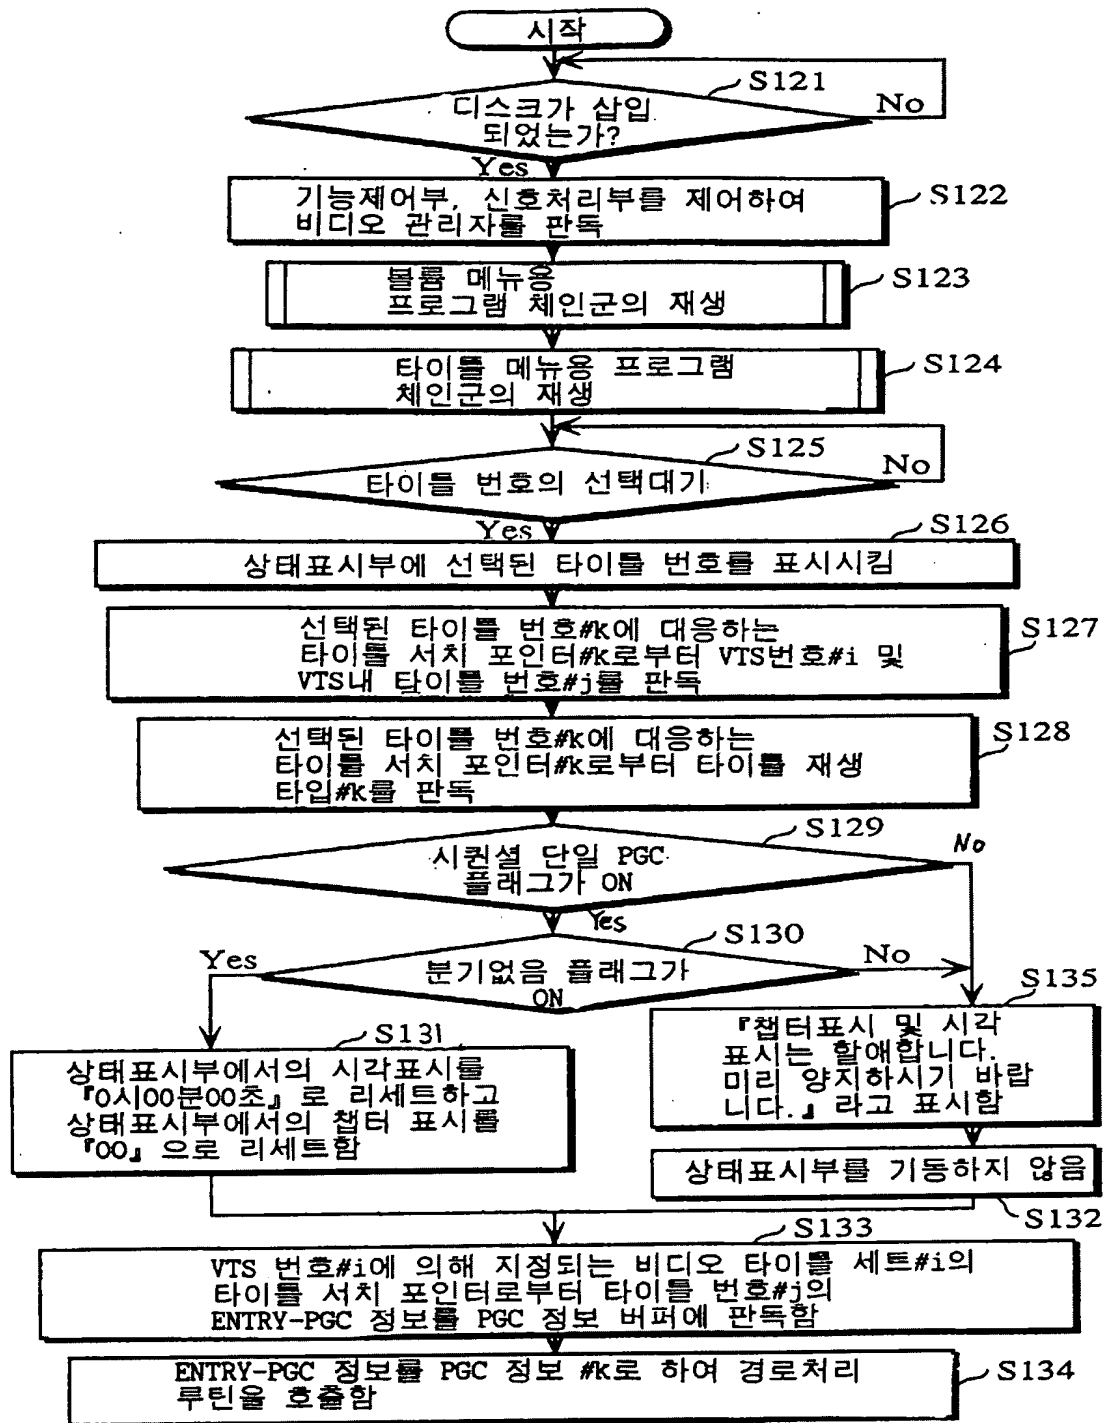 시작
S121
디스크가 삽입
되었는가?
No
Yes
기능제어부, 신호처리부를 제어하여
비디오 관리자를 판독
S122
볼륨 메뉴용
프로그램 체인군의 재생
S123
타이틀 메뉴용 프로그램
체인군의 재생
S124
S125
타이틀 번호의 선택대기
No
Yes
S126
상태표시부에 선택된 타이틀 번호를 표시시킴
선택된 타이틀 번호#k에 대응하는
타이틀 서치 포인터#k로부터 VTS번호#i 및
VTS내 타이틀 번호#j를 판독
S127
선택된 타이틀 번호#k에 대응하는
타이틀 서치 포인터#k로부터 타이틀 재생
타입#k를 판독
S128
S129
시퀀셜 단일 PGC
플래그가 ON
No
Yes
S130
분기없음 플래그가
ON
Yes
No
S131
상태표시부에서의 시각표시를
『0시00분00초』로 리세트하고
상태표시부에서의 챕터 표시를
『00』으로 리세트함
S135
『챕터표시 및 시각
표시는 할애합니다.
미리 양지하시기 바랍
니다.』라고 표시함
상태표시부를 기동하지 않음
S132
S133
VTS 번호#i에 의해 지정되는 비디오 타이틀 세트#i의
타이틀 서치 포인터로부터 타이틀 번호#j의
ENTRY-PGC 정보를 PGC 정보 버퍼에 판독함
ENTRY-PGC 정보를 PGC 정보 #k로 하여 경로처리
루틴을 호출함
S134